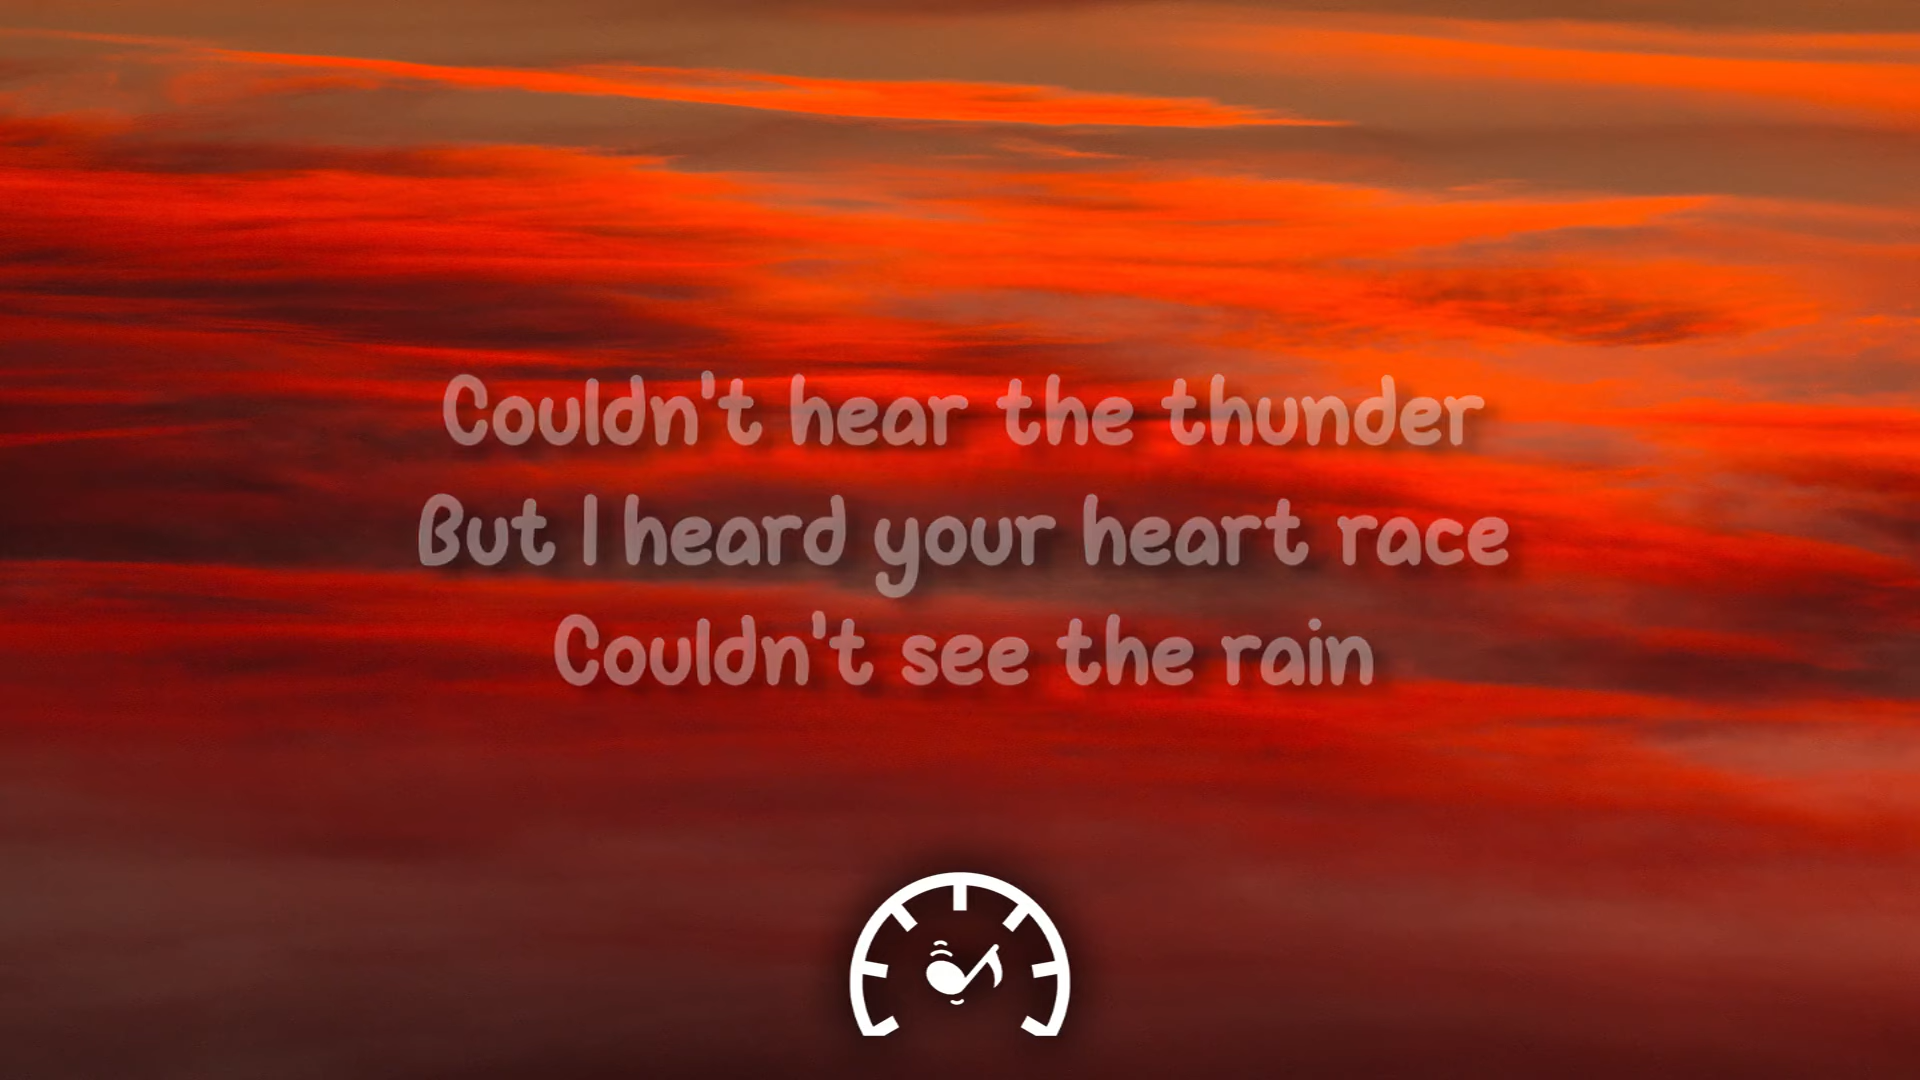 Couldn't hear the thunder
But I heard your heart race
Couldn't see the rain